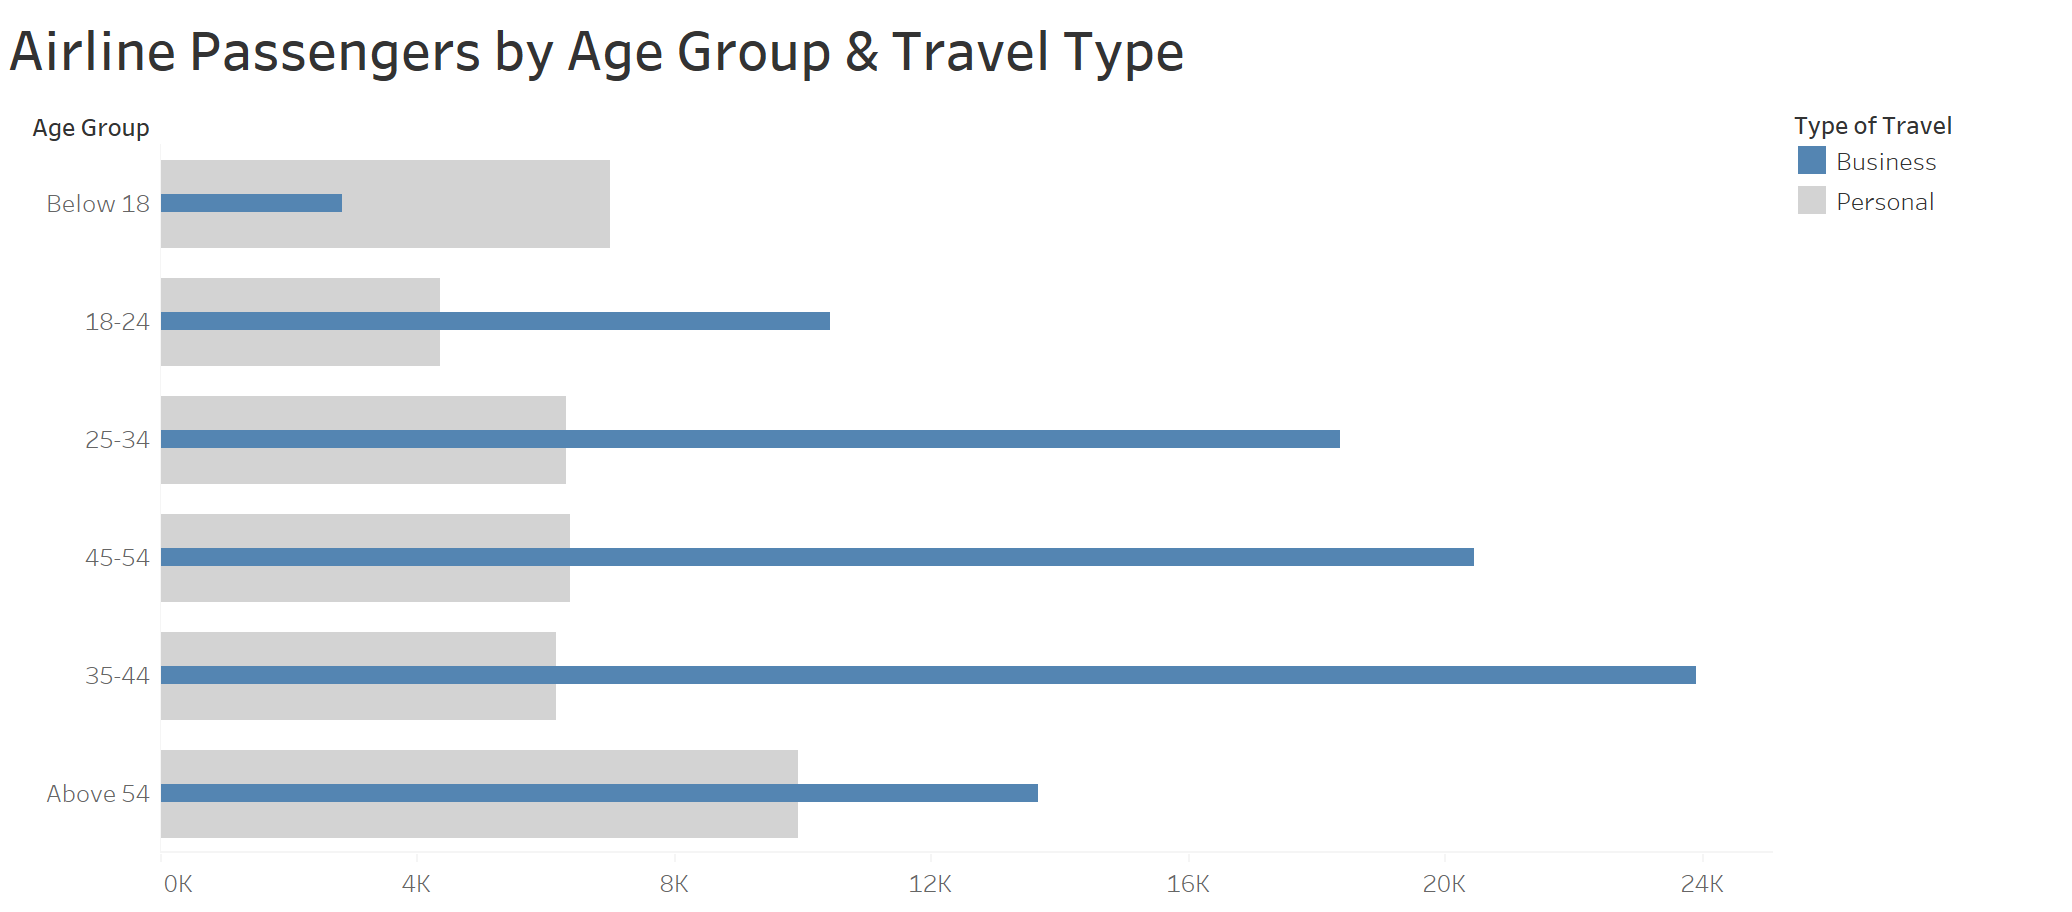 Airline Passengers by Age Group & Travel Type
Age Group
Type of Travel
Business
Personal
Below 18
18-24
25-34
45-54
35-44
Above 54
0K 4K 8K 12K 16K 20K 24K